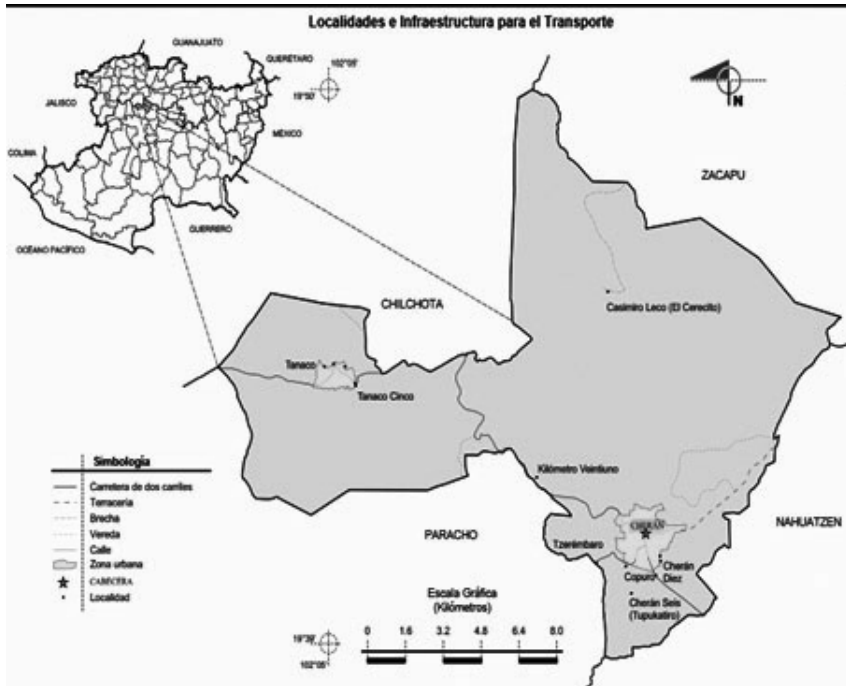 Localidades e Infraestructura para el Transporte
GUANAJUATO
QUERÉTARO
102°05'
19°50'
JALISCO
MÉXICO
COLIMA
GUERRERO
OCÉANO PACÍFICO
N
ZACAPU
CHILCHOTA
Casimiro Leco (El Cerecito)
Tanaco
Tanaco Cinco
Kilómetro Veintiuno
Simbología
Carretera de dos carriles
Terracería
Brecha
Vereda
Calle
Zona urbana
CABECERA
Localidad
PARACHO
NAHUATZEN
CHERÁN
Tzerémbaro
Copuro
Cherán
Diez
Cherán Seis
(Tupukatiro)
Escala Gráfica
(Kilómetros)
0 1.6 3.2 4.8 6.4 8.0
19°39'
102°05'